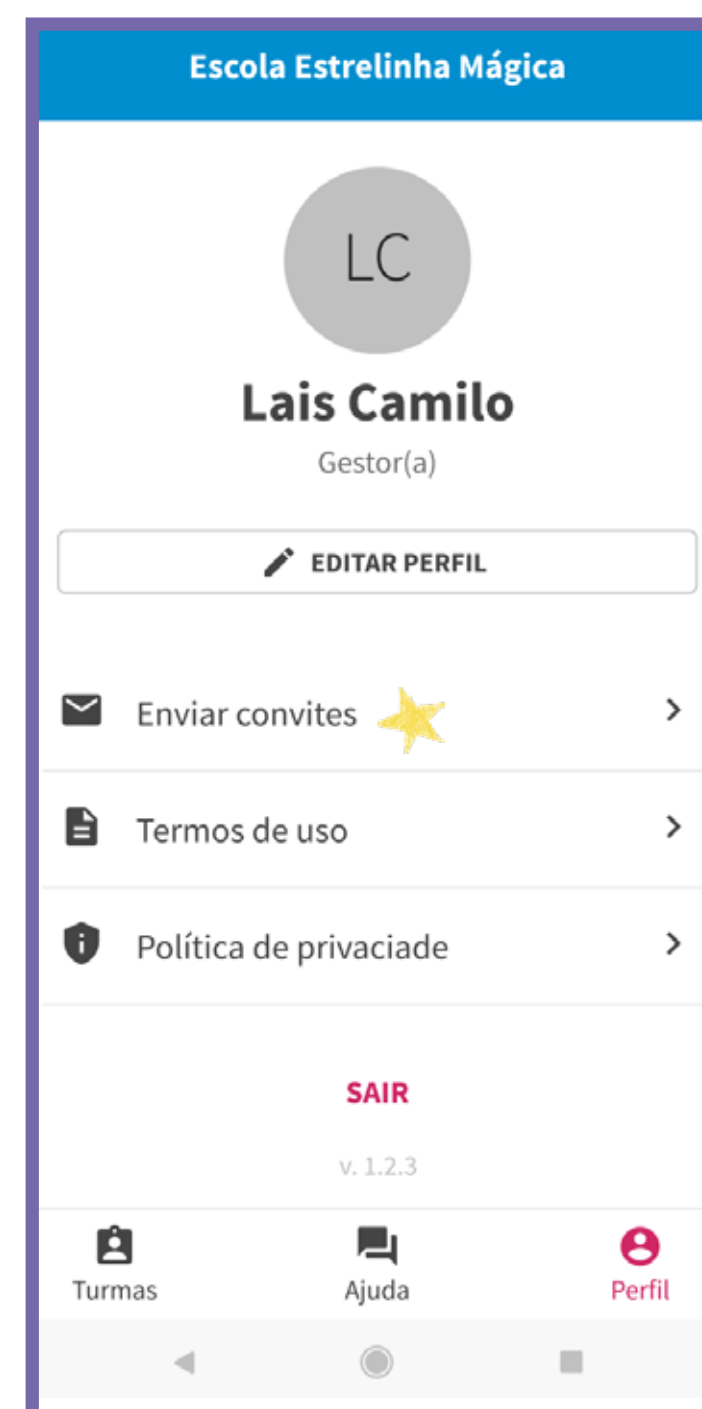 Escola Estrelinha Mágica
LC
Lais Camilo
Gestor(a)
EDITAR PERFIL
Enviar convites
Termos de uso
Política de privaciade
SAIR
v. 1.2.3
Turmas Ajuda Perfil